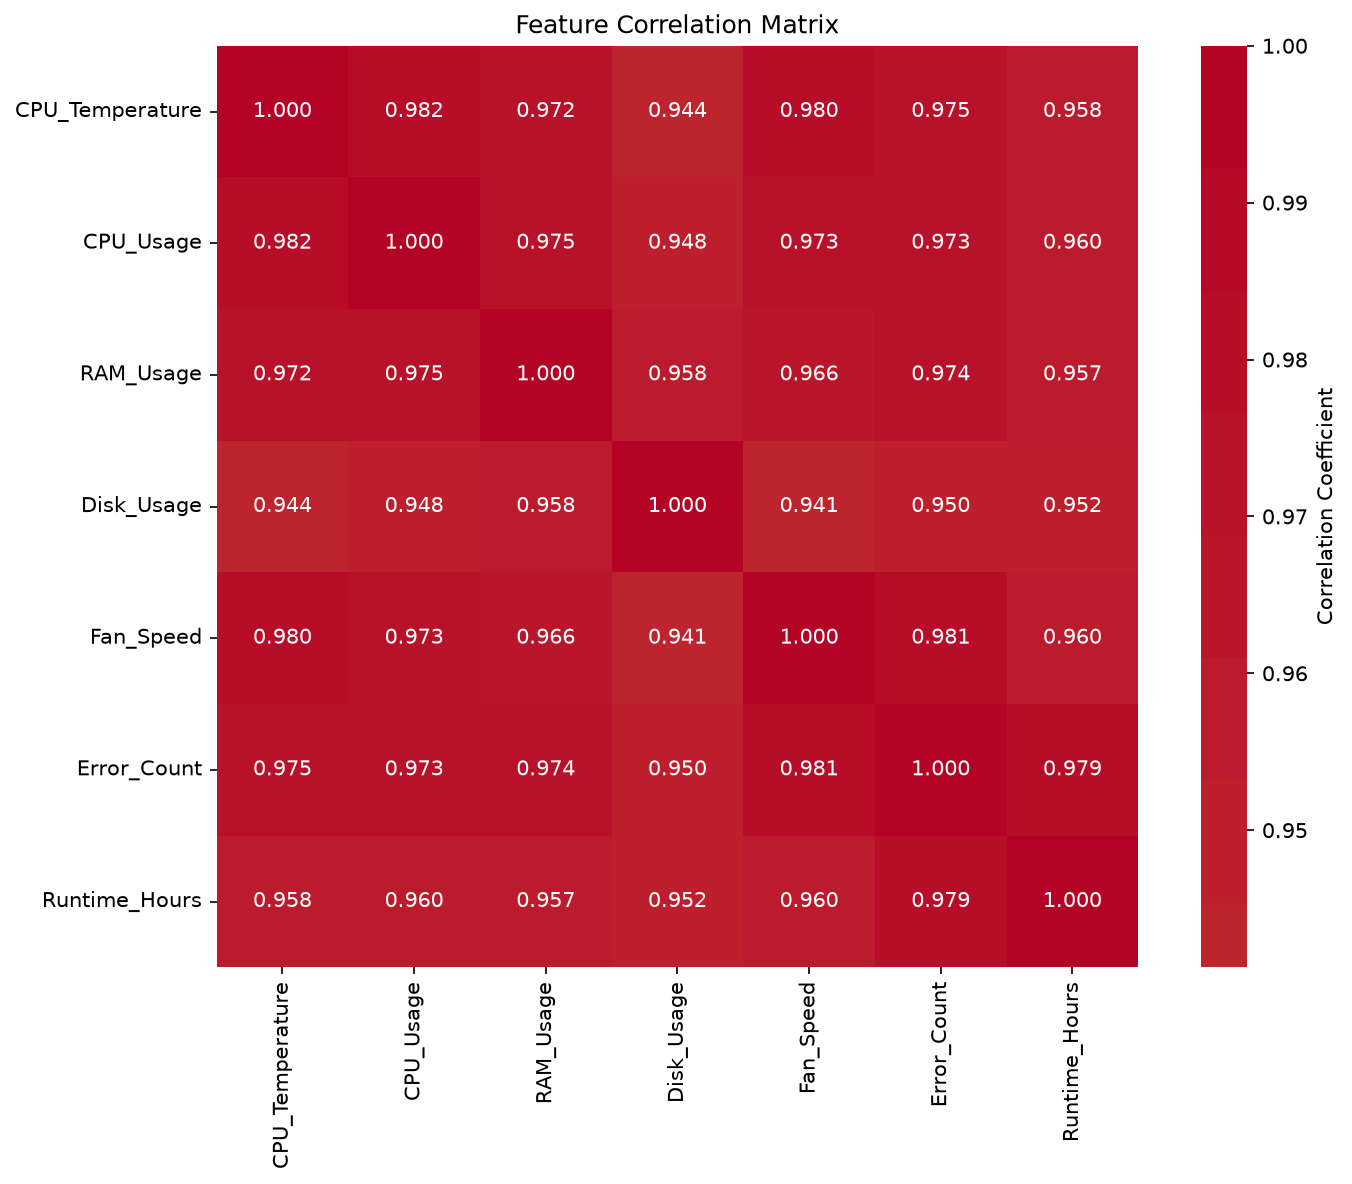 Feature Correlation Matrix
CPU_Temperature 1.000 0.982 0.972 0.944 0.980 0.975 0.958
CPU_Usage 0.982 1.000 0.975 0.948 0.973 0.973 0.960
RAM_Usage 0.972 0.975 1.000 0.958 0.966 0.974 0.957
Disk_Usage 0.944 0.948 0.958 1.000 0.941 0.950 0.952
Fan_Speed 0.980 0.973 0.966 0.941 1.000 0.981 0.960
Error_Count 0.975 0.973 0.974 0.950 0.981 1.000 0.979
Runtime_Hours 0.958 0.960 0.957 0.952 0.960 0.979 1.000
CPU_Temperature
CPU_Usage
RAM_Usage
Disk_Usage
Fan_Speed
Error_Count
Runtime_Hours
1.00
0.99
0.98
0.97
0.96
0.95
Correlation Coefficient